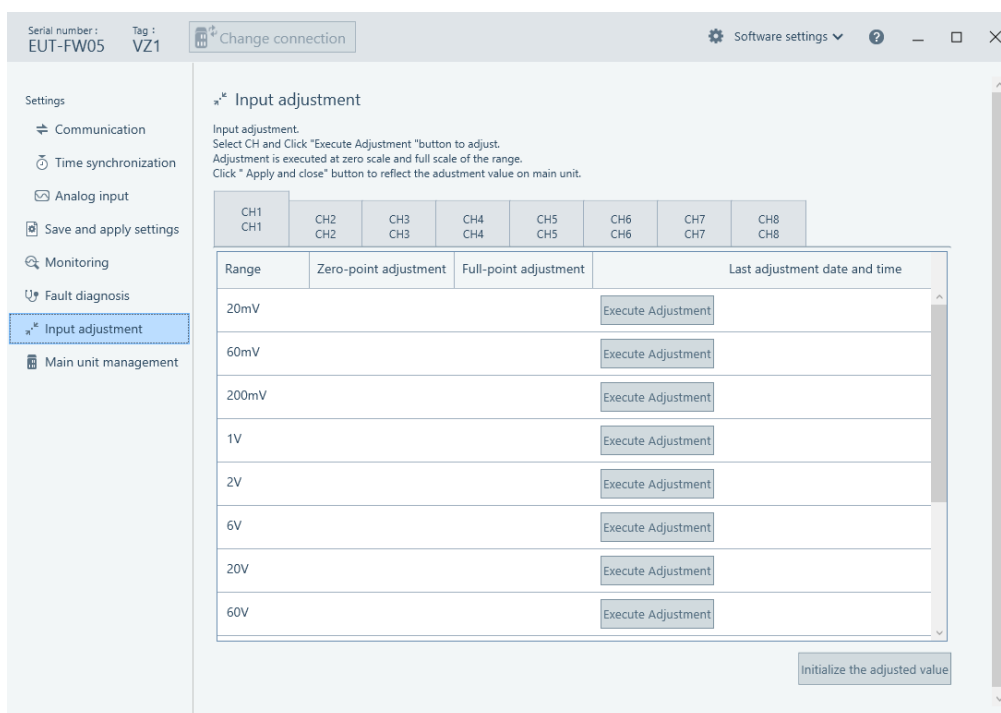 Serial number :
EUT-FW05
Tag :
VZ1
Change connection
Software settings
?
Settings
Communication
Time synchronization
Analog input
Save and apply settings
Monitoring
Fault diagnosis
Input adjustment
Main unit management
Input adjustment
Input adjustment.
Select CH and Click "Execute Adjustment "button to adjust.
Adjustment is executed at zero scale and full scale of the range.
Click " Apply and close" button to reflect the adustment value on main unit.
CH1
CH1
CH2
CH2
CH3
CH3
CH4
CH4
CH5
CH5
CH6
CH6
CH7
CH7
CH8
CH8
Range Zero-point adjustment Full-point adjustment Last adjustment date and time
20mV Execute Adjustment
60mV Execute Adjustment
200mV Execute Adjustment
1V Execute Adjustment
2V Execute Adjustment
6V Execute Adjustment
20V Execute Adjustment
60V Execute Adjustment
Initialize the adjusted value